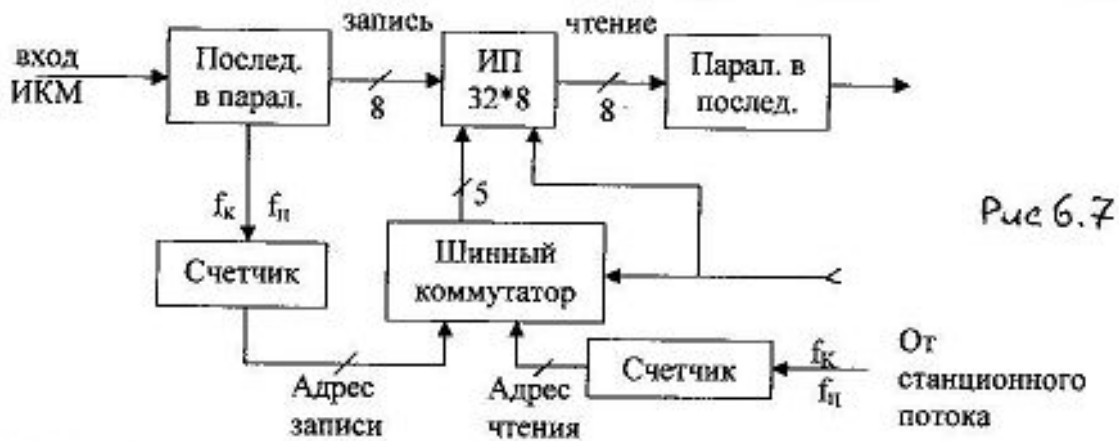 запись
чтение
вход
ИКМ
Послед.
в парал.
8
ИП
32*8
8
Парал. в
послед.
fк fц
5
Рис 6.7
Счетчик
Шинный
коммутатор
Адрес
записи
Адрес
чтения
Счетчик
fК
fц
От
станционного
потока